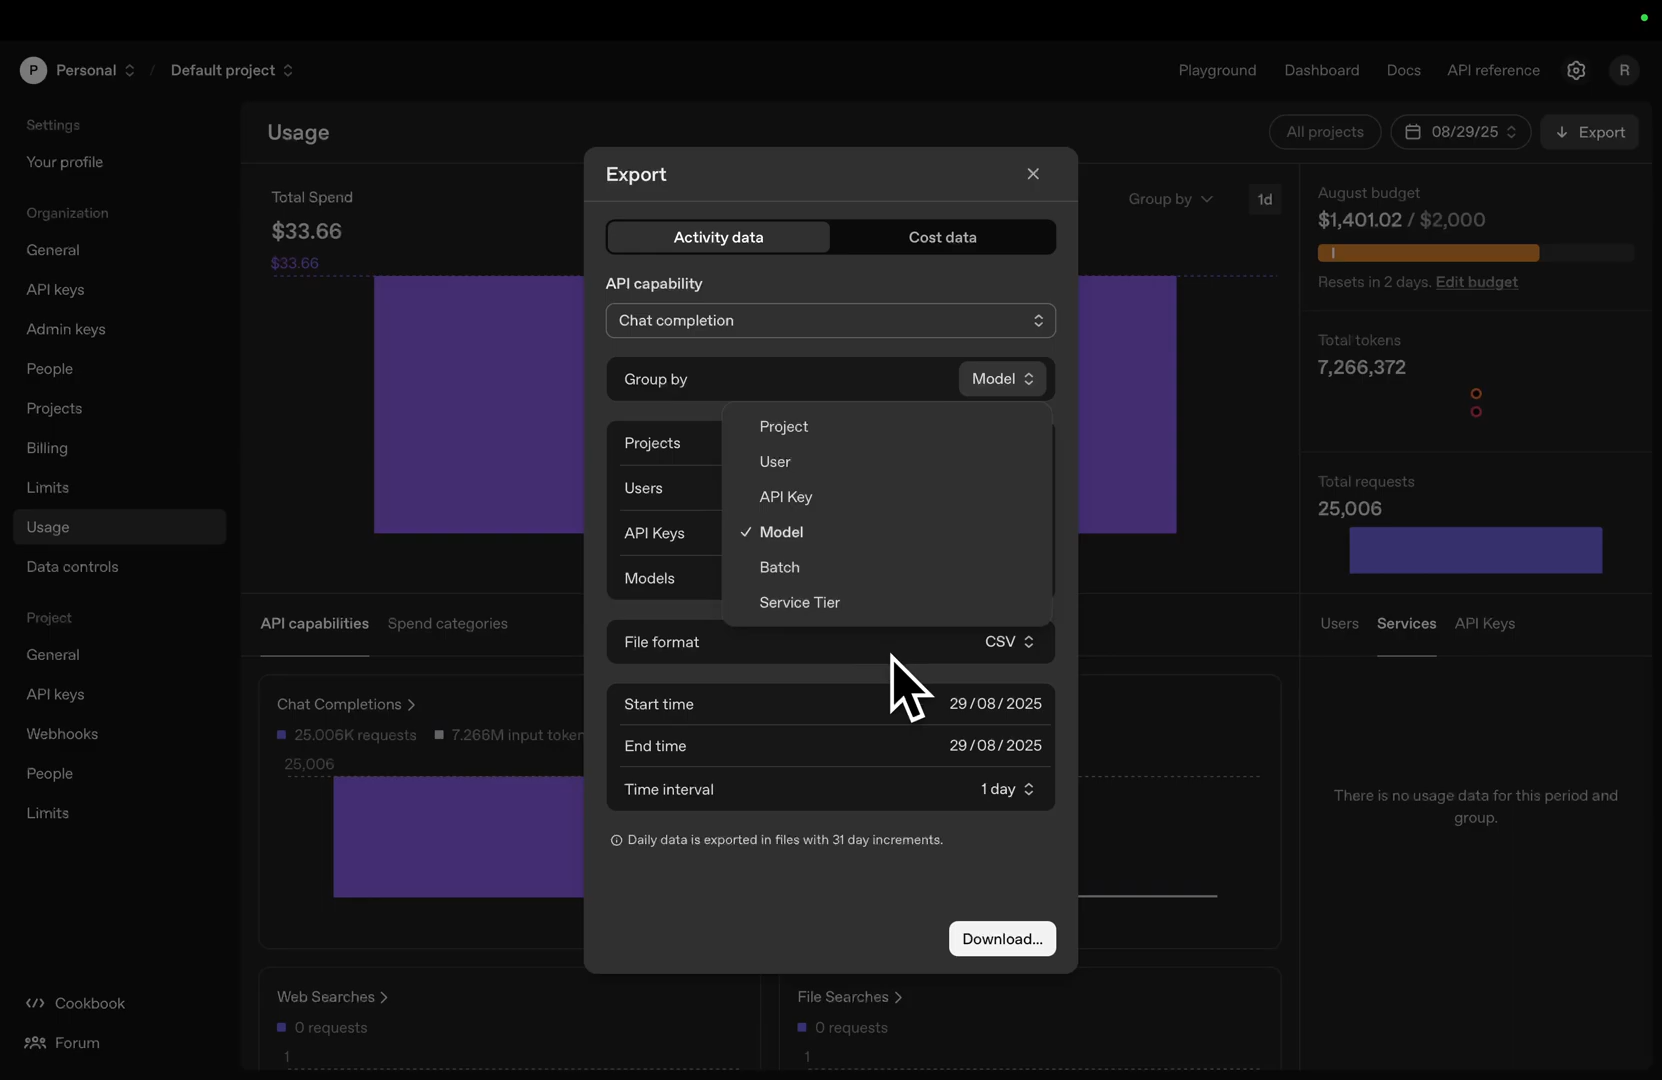 P Personal / Default project
Playground Dashboard Docs API reference R
Settings
Your profile
Organization
General
API keys
Admin keys
People
Projects
Billing
Limits
Usage
Data controls
Project
General
API keys
Webhooks
People
Limits
Cookbook
Forum
Usage
All projects 08/29/25 Export
Total Spend
$33.66
$33.66
Group by 1d
August budget
$1,401.02 / $2,000
Resets in 2 days. Edit budget
Total tokens
7,266,372
Total requests
25,006
Export
Activity data Cost data
API capability
Chat completion
Group by Model
Project
User
API Key
Model
Batch
Service Tier
Projects
Users
API Keys
Models
File format CSV
Start time 29/08/2025
End time 29/08/2025
Time interval 1 day
Daily data is exported in files with 31 day increments.
Download...
API capabilities Spend categories
Chat Completions
25.006K requests 7.266M input token
25,006
Users Services API Keys
There is no usage data for this period and
group.
Web Searches
0 requests
1
File Searches
0 requests
1